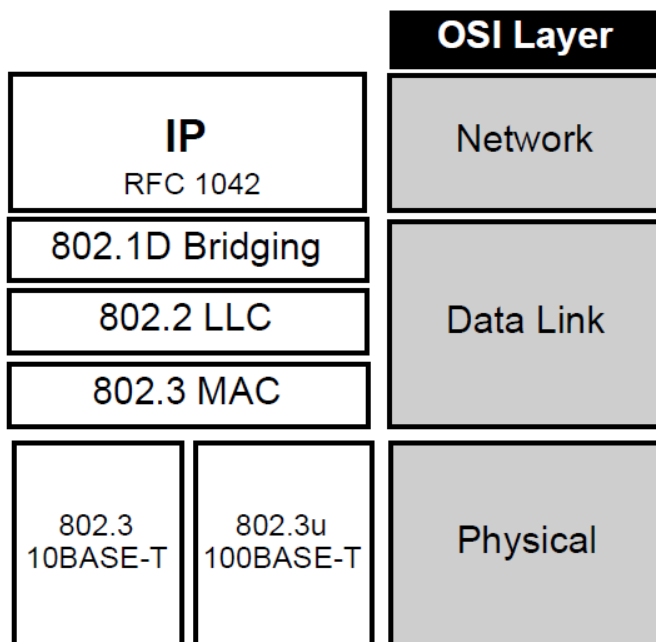 OSI Layer
IP
RFC 1042
Network
802.1D Bridging
802.2 LLC
802.3 MAC
Data Link
802.3
10BASE-T
802.3u
100BASE-T
Physical